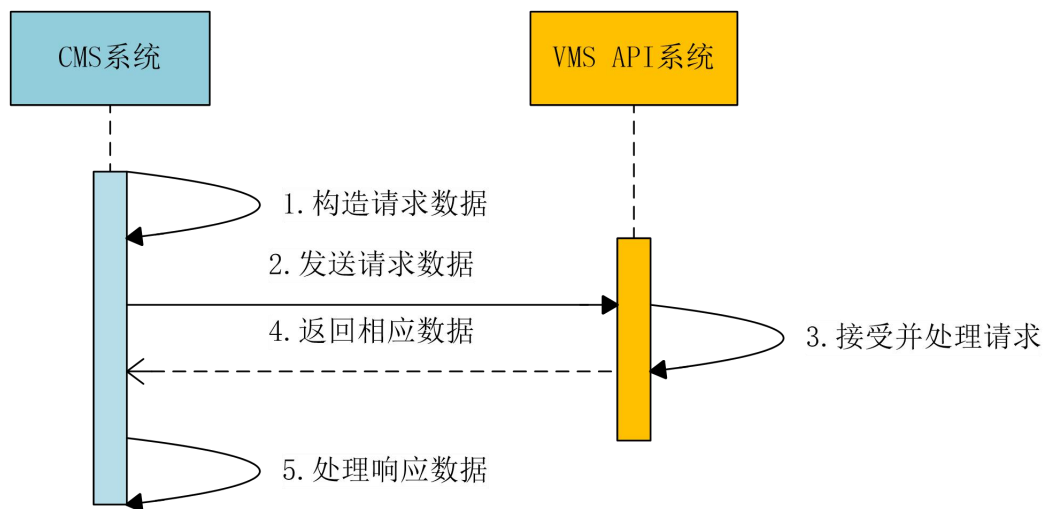 CMS系统
VMS API系统
1.构造请求数据
2.发送请求数据
4.返回相应数据
3.接受并处理请求
5.处理响应数据